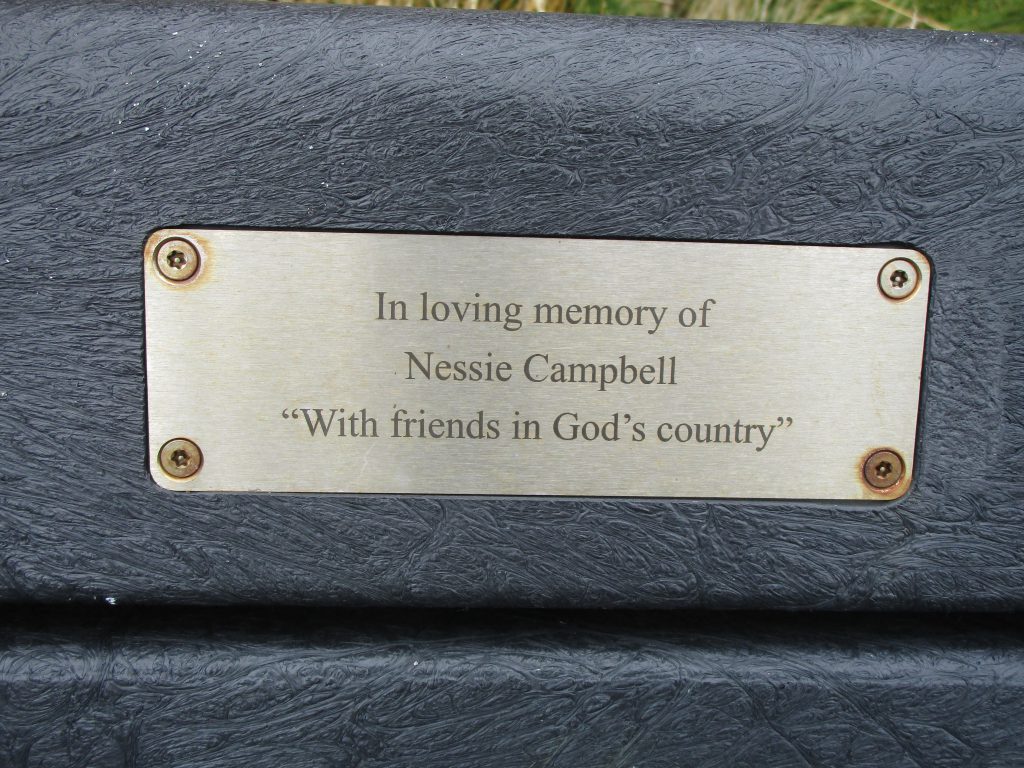 In loving memory of
Nessie Campbell
“With friends in God’s country”